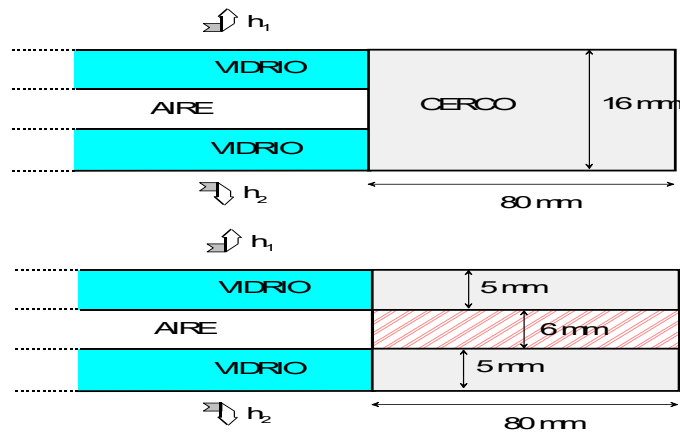 h₁
VIDRIO
AIRE
CERCO
16 mm
VIDRIO
h₂
80 mm
h₁
VIDRIO
5 mm
AIRE
6 mm
VIDRIO
5 mm
h₂
80 mm